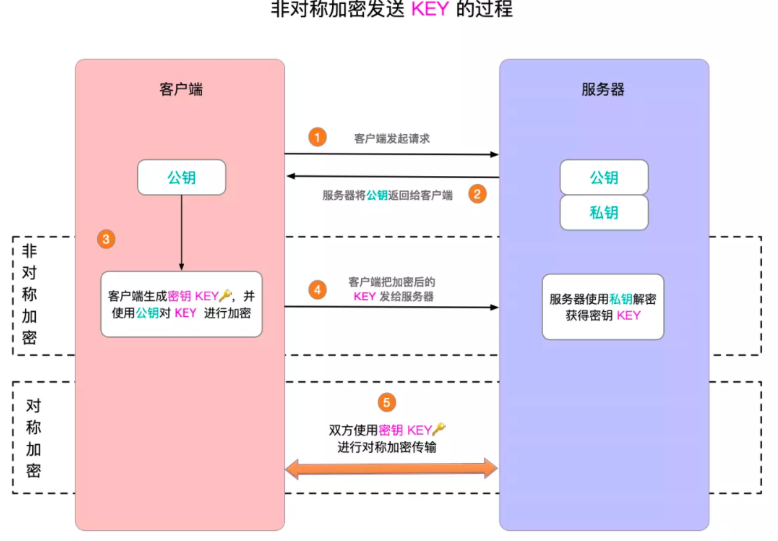 非对称加密发送 KEY 的过程
客户端
服务器
1
客户端发起请求
公钥
公钥
私钥
服务器将公钥返回给客户端
2
3
非对称加密
客户端生成密钥 KEY🔑，并
使用公钥对 KEY 进行加密
4
客户端把加密后的
KEY 发给服务器
服务器使用私钥解密
获得密钥 KEY
对称加密
5
双方使用密钥 KEY🔑
进行对称加密传输